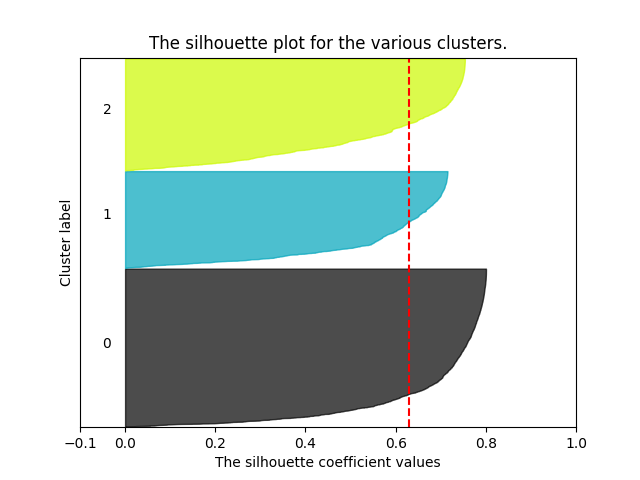 The silhouette plot for the various clusters.
2
1
0
Cluster label
−0.1 0.0 0.2 0.4 0.6 0.8 1.0
The silhouette coefficient values